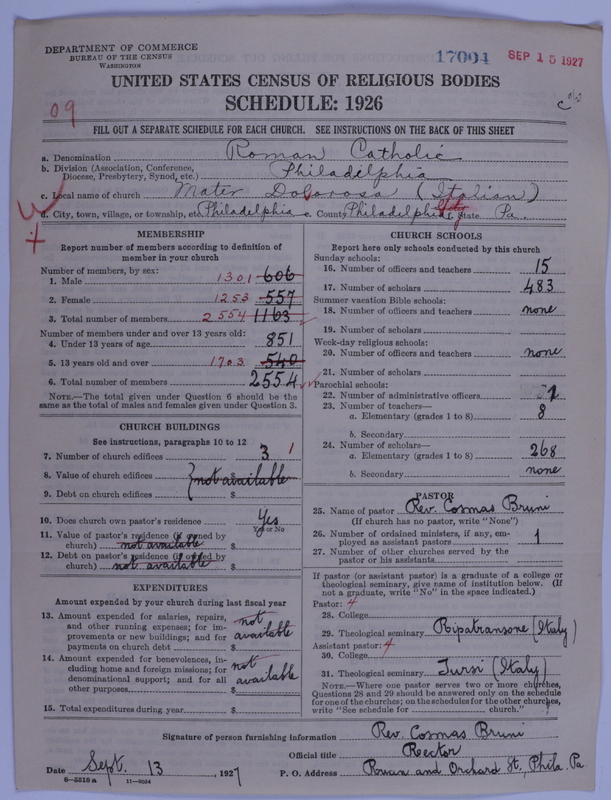 DEPARTMENT OF COMMERCE
BUREAU OF THE CENSUS
WASHINGTON
17004
SEP 15 1927
UNITED STATES CENSUS OF RELIGIOUS BODIES
SCHEDULE: 1926
09
FILL OUT A SEPARATE SCHEDULE FOR EACH CHURCH. SEE INSTRUCTIONS ON THE BACK OF THIS SHEET
a. Denomination Roman Catholic
b. Division (Association, Conference, Diocese, Presbytery, Synod, etc.) Philadelphia
c. Local name of church Mater Dolorosa (Italian)
d. City, town, village, or township, etc. Philadelphia e. County Philadelphia f. State Pa.
MEMBERSHIP
Report number of members according to definition of
member in your church
Number of members, by sex:
1. Male 1301 606
2. Female 1253 557
3. Total number of members 2554 1163
Number of members under and over 13 years old:
4. Under 13 years of age 851
5. 13 years old and over 1703 540
6. Total number of members 2554
NOTE.—The total given under Question 6 should be the
same as the total of males and females given under Question 3.
CHURCH BUILDINGS
See instructions, paragraphs 10 to 12
7. Number of church edifices 3 1
8. Value of church edifices $ not available
9. Debt on church edifices $
10. Does church own pastor's residence Yes
Yes or No
11. Value of pastor's residence (if owned by
church) not available $
12. Debt on pastor's residence (if owned by
church) not available $
EXPENDITURES
Amount expended by your church during last fiscal year
13. Amount expended for salaries, repairs, not
and other running expenses; for im-
provements or new buildings; and for available
payments on church debt $
14. Amount expended for benevolences, in- not
cluding home and foreign missions; for
denominational support; and for all available
other purposes $
15. Total expenditures during year $
CHURCH SCHOOLS
Report here only schools conducted by this church
Sunday schools:
16. Number of officers and teachers 15
17. Number of scholars 483
Summer vacation Bible schools:
18. Number of officers and teachers none
19. Number of scholars
Week-day religious schools:
20. Number of officers and teachers none
21. Number of scholars
Parochial schools:
22. Number of administrative officers 1
23. Number of teachers—
a. Elementary (grades 1 to 8) 8
b. Secondary
24. Number of scholars—
a. Elementary (grades 1 to 8) 268
b. Secondary none
PASTOR
25. Name of pastor Rev. Cosmas Bruni
(If church has no pastor, write "None")
26. Number of ordained ministers, if any, em-
ployed as assistant pastors 1
27. Number of other churches served by the
pastor or his assistants
If pastor (or assistant pastor) is a graduate of a college or
theological seminary, give name of institution below. (If
not a graduate, write "No" in the space indicated.)
Pastor: 4
28. College
29. Theological seminary Ripatransone (Italy)
Assistant pastor: 4
30. College
31. Theological seminary Tursi (Italy)
NOTE.—Where one pastor serves two or more churches,
Questions 28 and 29 should be answered only on the schedule
for one of the churches; on the schedules for the other churches,
write "See schedule for church."
Signature of person furnishing information Rev. Cosmas Bruni
Official title Rector
Date Sept. 13, 1927 P. O. Address Rowan and Orchard St., Phila. Pa
8-5818a 11-9034